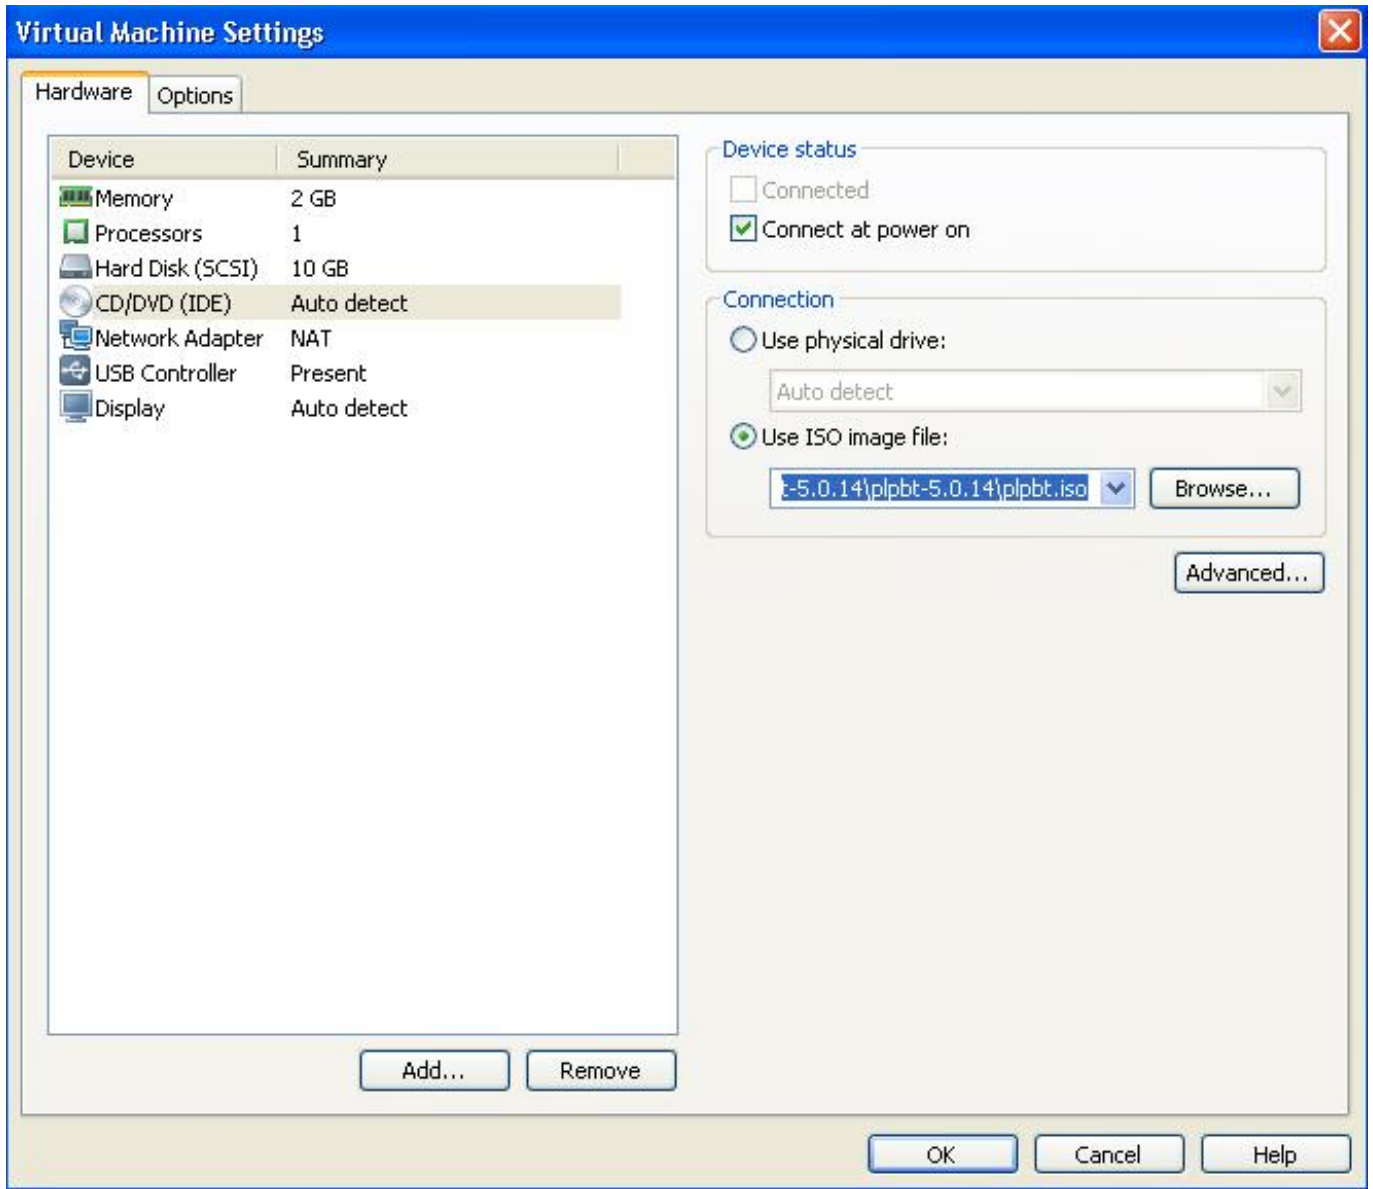 Virtual Machine Settings
Hardware Options
Device Summary
Memory 2 GB
Processors 1
Hard Disk (SCSI) 10 GB
CD/DVD (IDE) Auto detect
Network Adapter NAT
USB Controller Present
Display Auto detect
Add... Remove
Device status
Connected
Connect at power on
Connection
Use physical drive:
Auto detect
Use ISO image file:
t-5.0.14\plpbt-5.0.14\plpbt.iso Browse...
Advanced...
OK Cancel Help